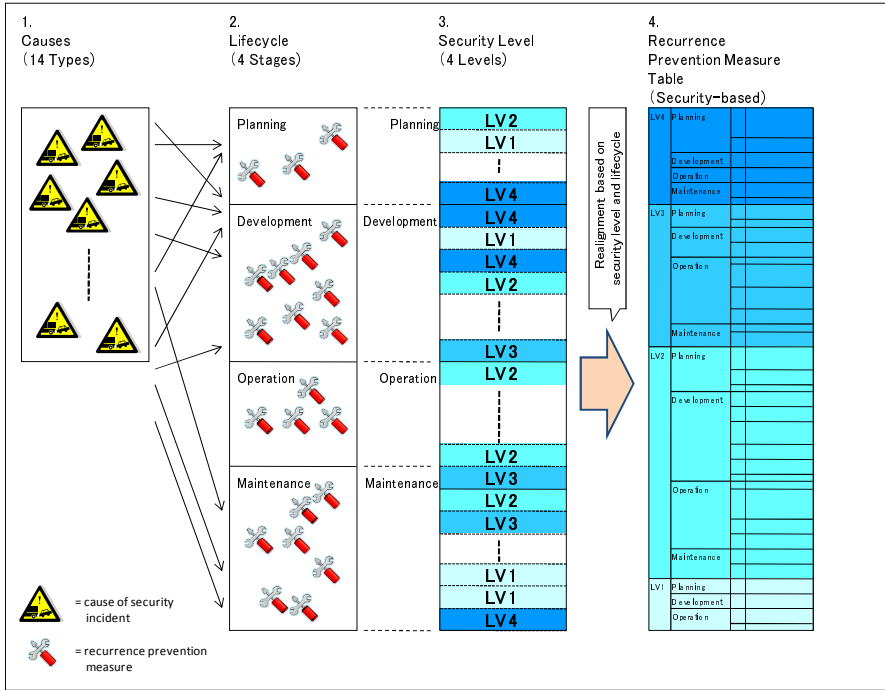 1.
Causes
(14 Types)
2.
Lifecycle
(4 Stages)
3.
Security Level
(4 Levels)
4.
Recurrence
Prevention Measure
Table
(Security-based)
Planning
Development
Operation
Maintenance
Planning
Development
Operation
Maintenance
LV2
LV1
LV4
LV4
LV1
LV4
LV2
LV3
LV2
LV2
LV3
LV2
LV3
LV1
LV1
LV4
Realignment based on
security level and lifecycle
LV4 Planning
Development
Operation
Maintenance
LV3 Planning
Development
Operation
Maintenance
LV2 Planning
Development
Operation
Maintenance
LV1 Planning
Development
Operation
= cause of security
incident
= recurrence prevention
measure